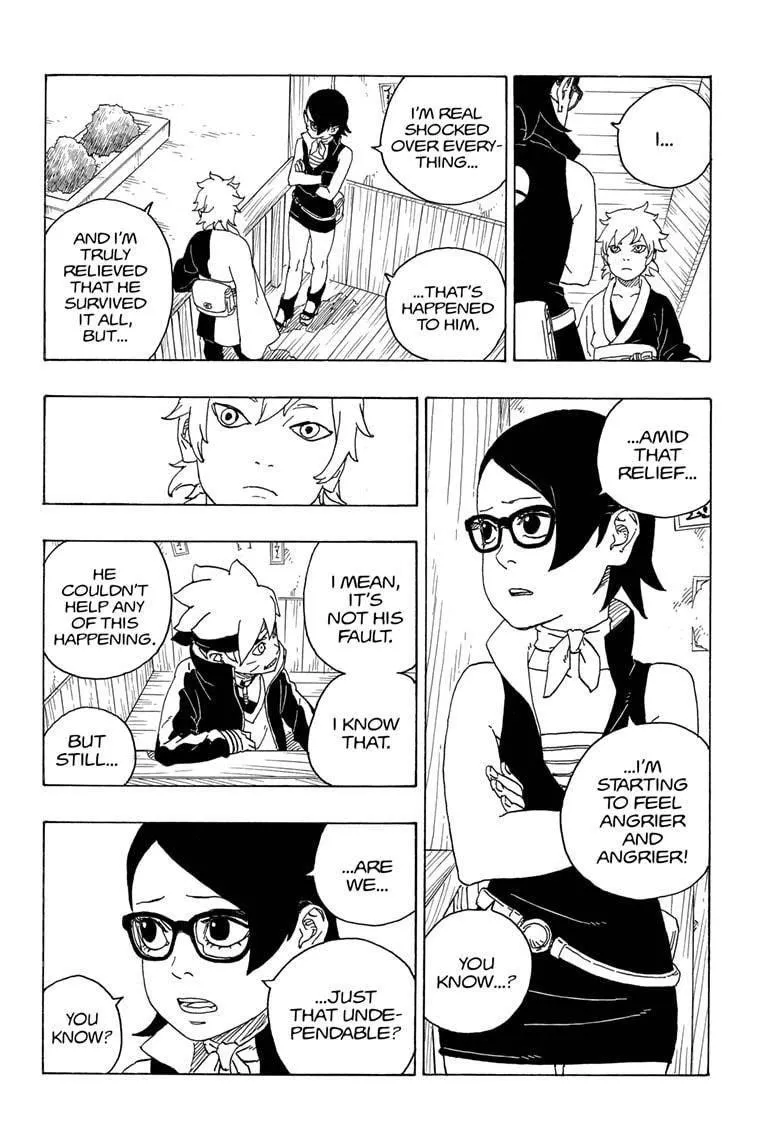 I...
I'M REAL
SHOCKED
OVER EVERY-
THING...
...THAT'S
HAPPENED
TO HIM.
AND I'M
TRULY
RELIEVED
THAT HE
SURVIVED
IT ALL,
BUT...
...AMID
THAT
RELIEF...
...I'M
STARTING
TO FEEL
ANGRIER
AND
ANGRIER!
YOU
KNOW...?
I MEAN,
IT'S
NOT HIS
FAULT.
I KNOW
THAT.
HE
COULDN'T
HELP ANY
OF THIS
HAPPENING.
BUT
STILL...
...ARE
WE...
...JUST
THAT UNDE-
PENDABLE?
YOU
KNOW?